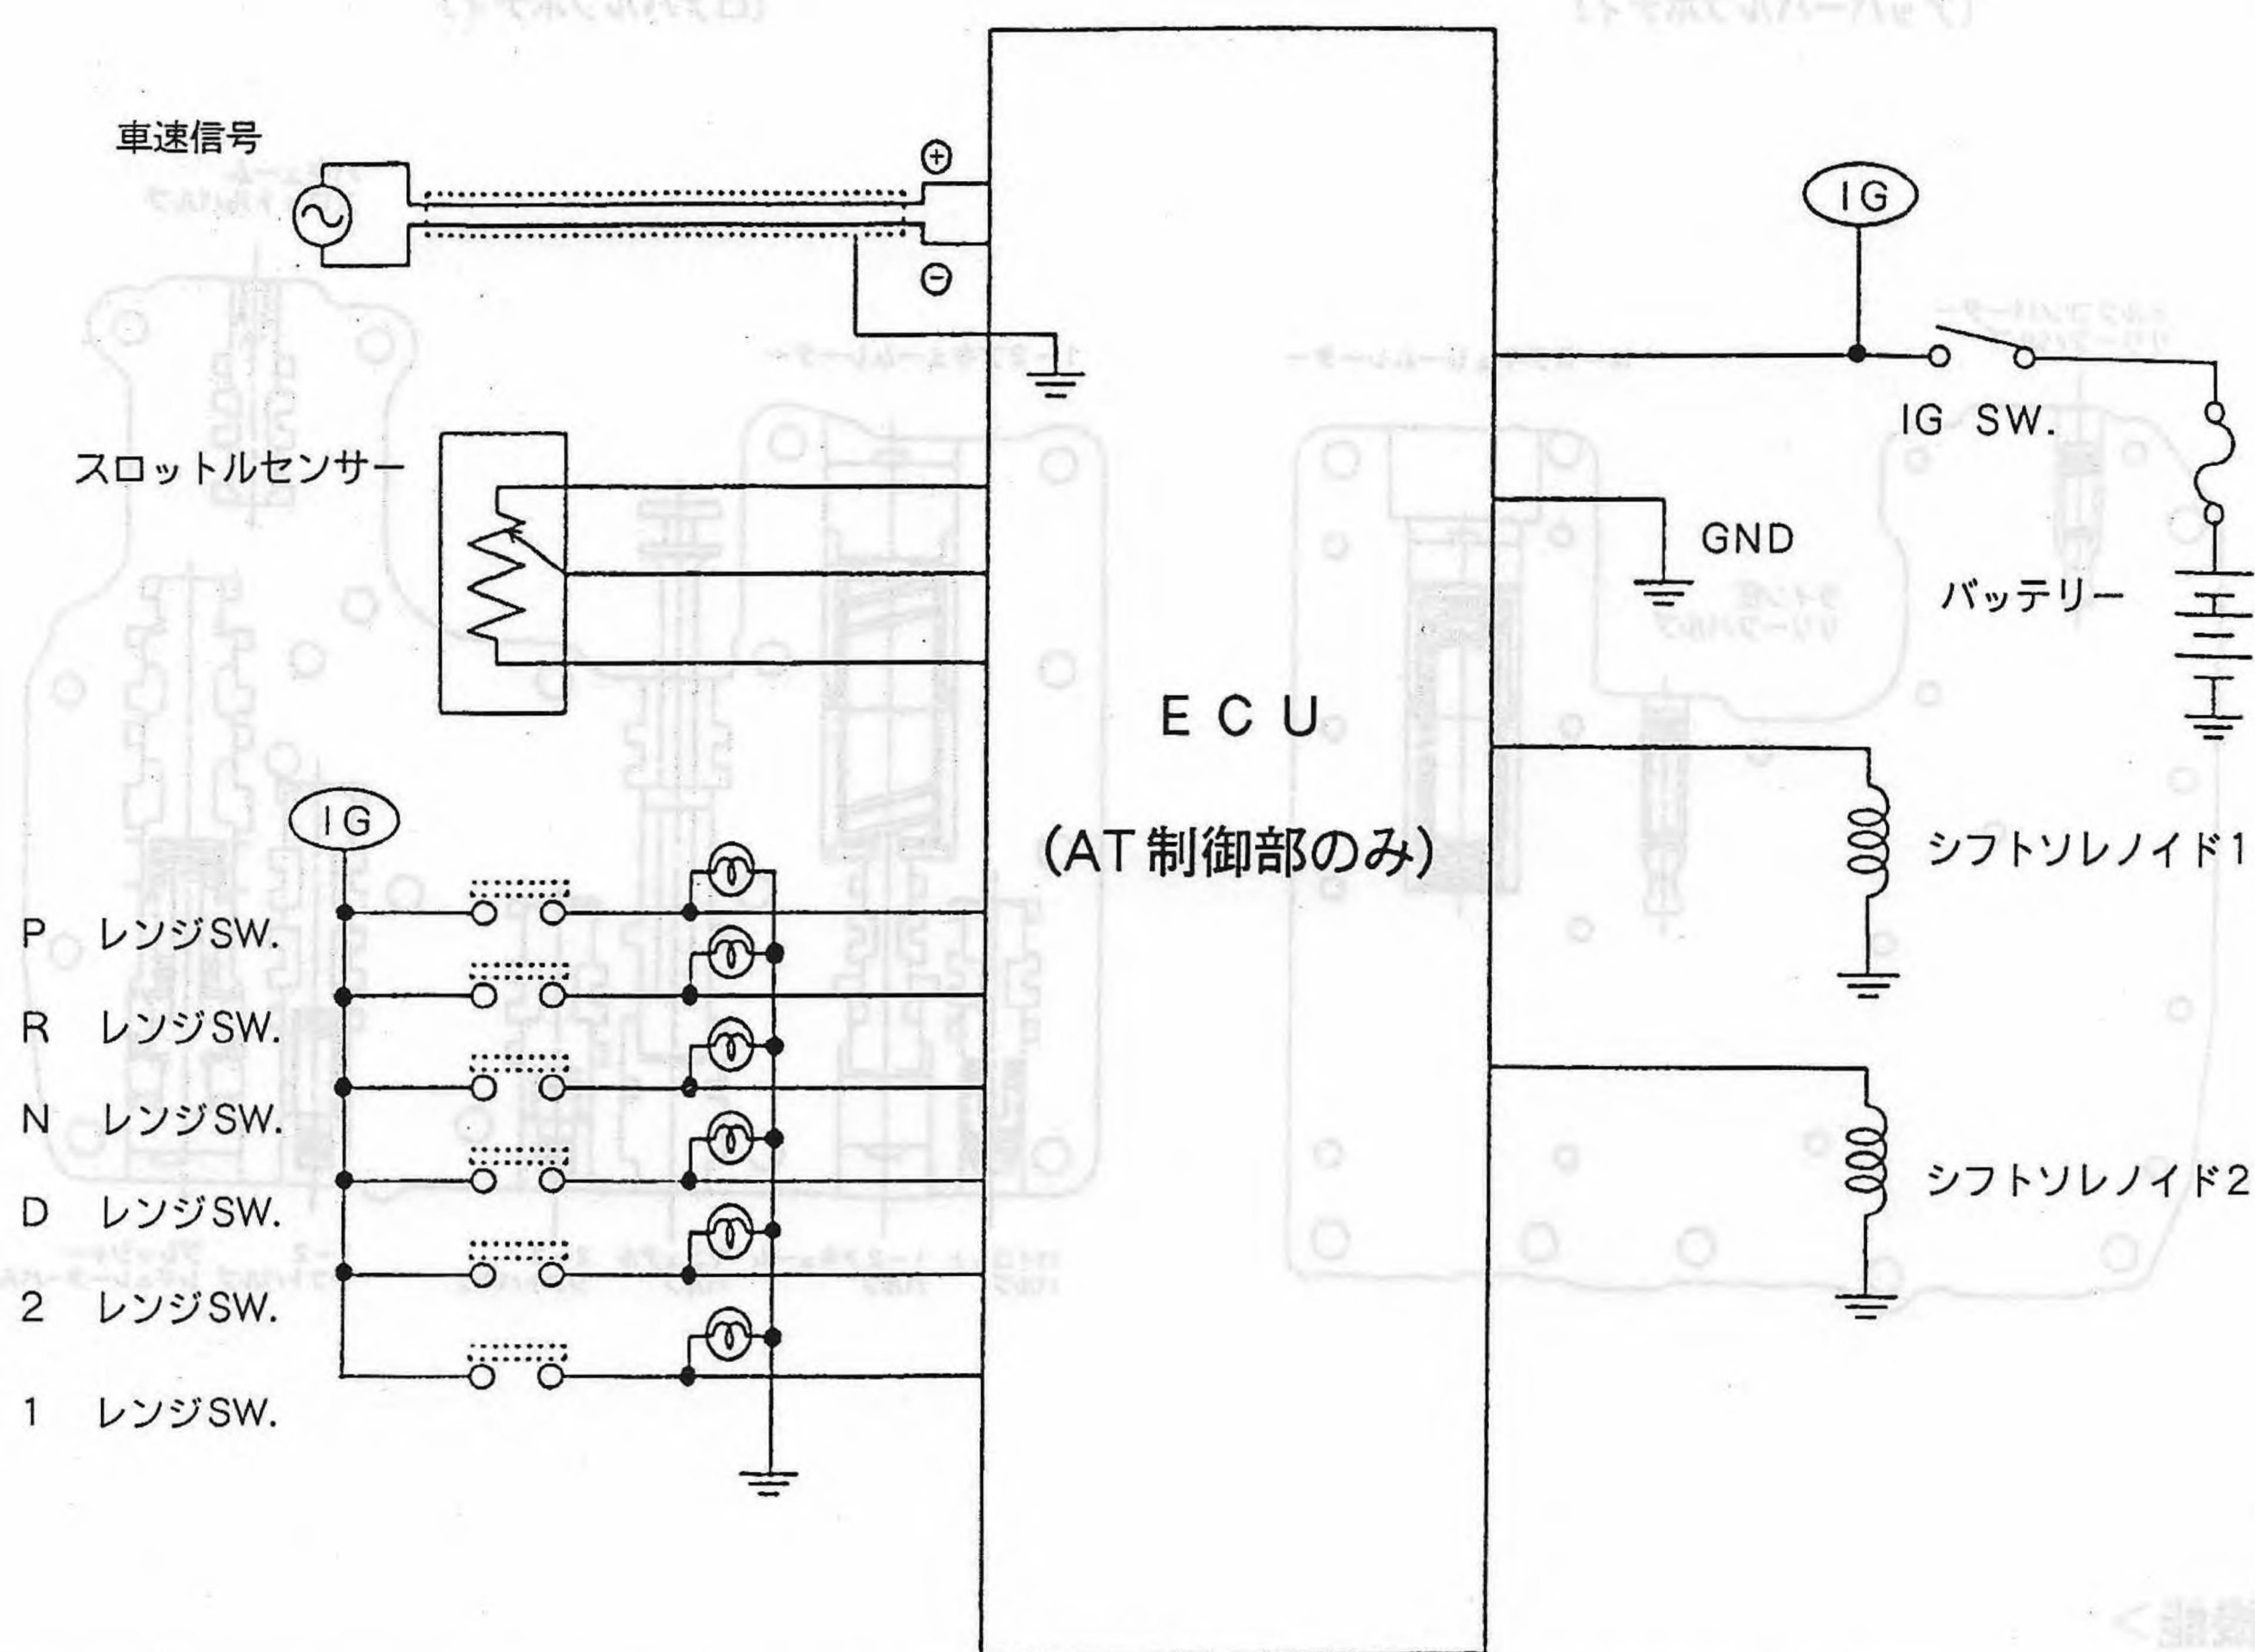 車速信号
⊕
⊖
IG
IG SW.
スロットルセンサー
GND
バッテリー
ECU
(AT制御部のみ)
IG
シフトソレノイド1
P レンジSW.
R レンジSW.
N レンジSW.
シフトソレノイド2
D レンジSW.
2 レンジSW.
1 レンジSW.